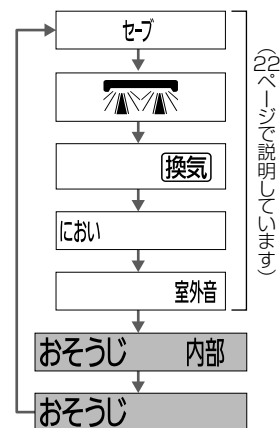 セーブ
換気
におい
室外音
おそうじ 内部
おそうじ
(22ページで説明しています)